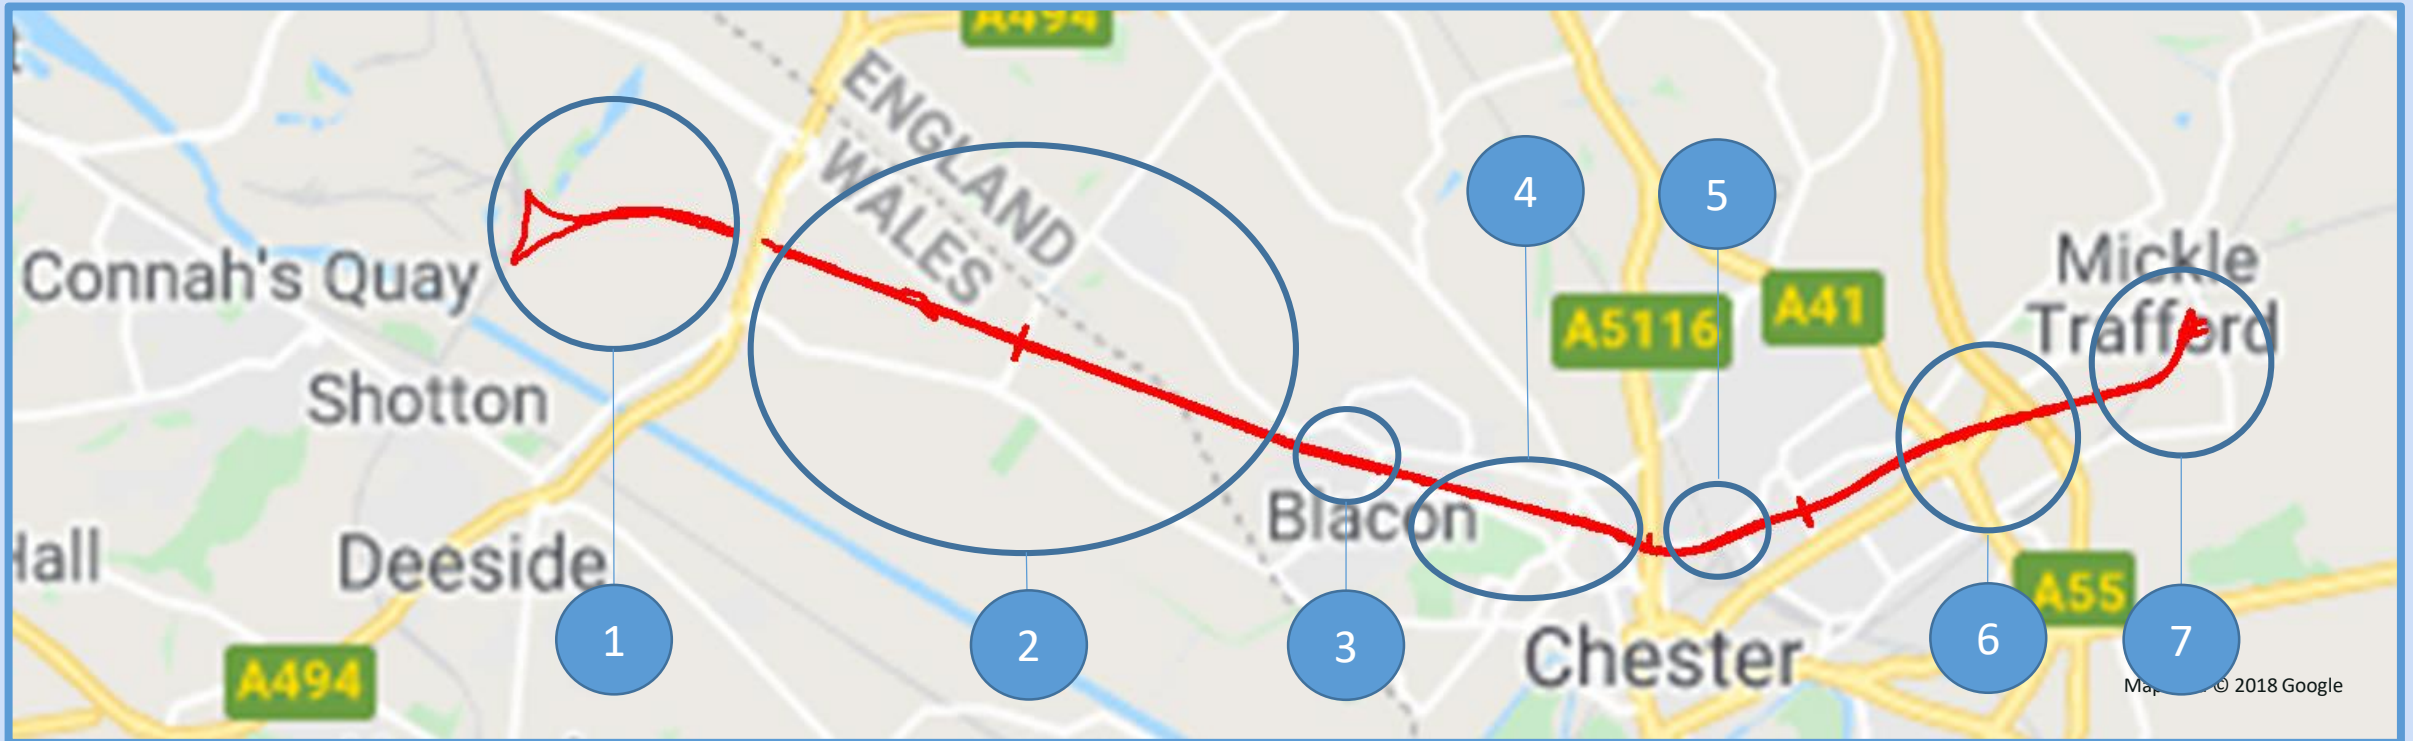 A494
ENGLAND
WALES
4
5
Connah's Quay
Mickle
Trafford
A5116
A41
Shotton
Blacon
Deeside
Hall
A55
1
2
3
6
7
Chester
A494
© 2018 Google